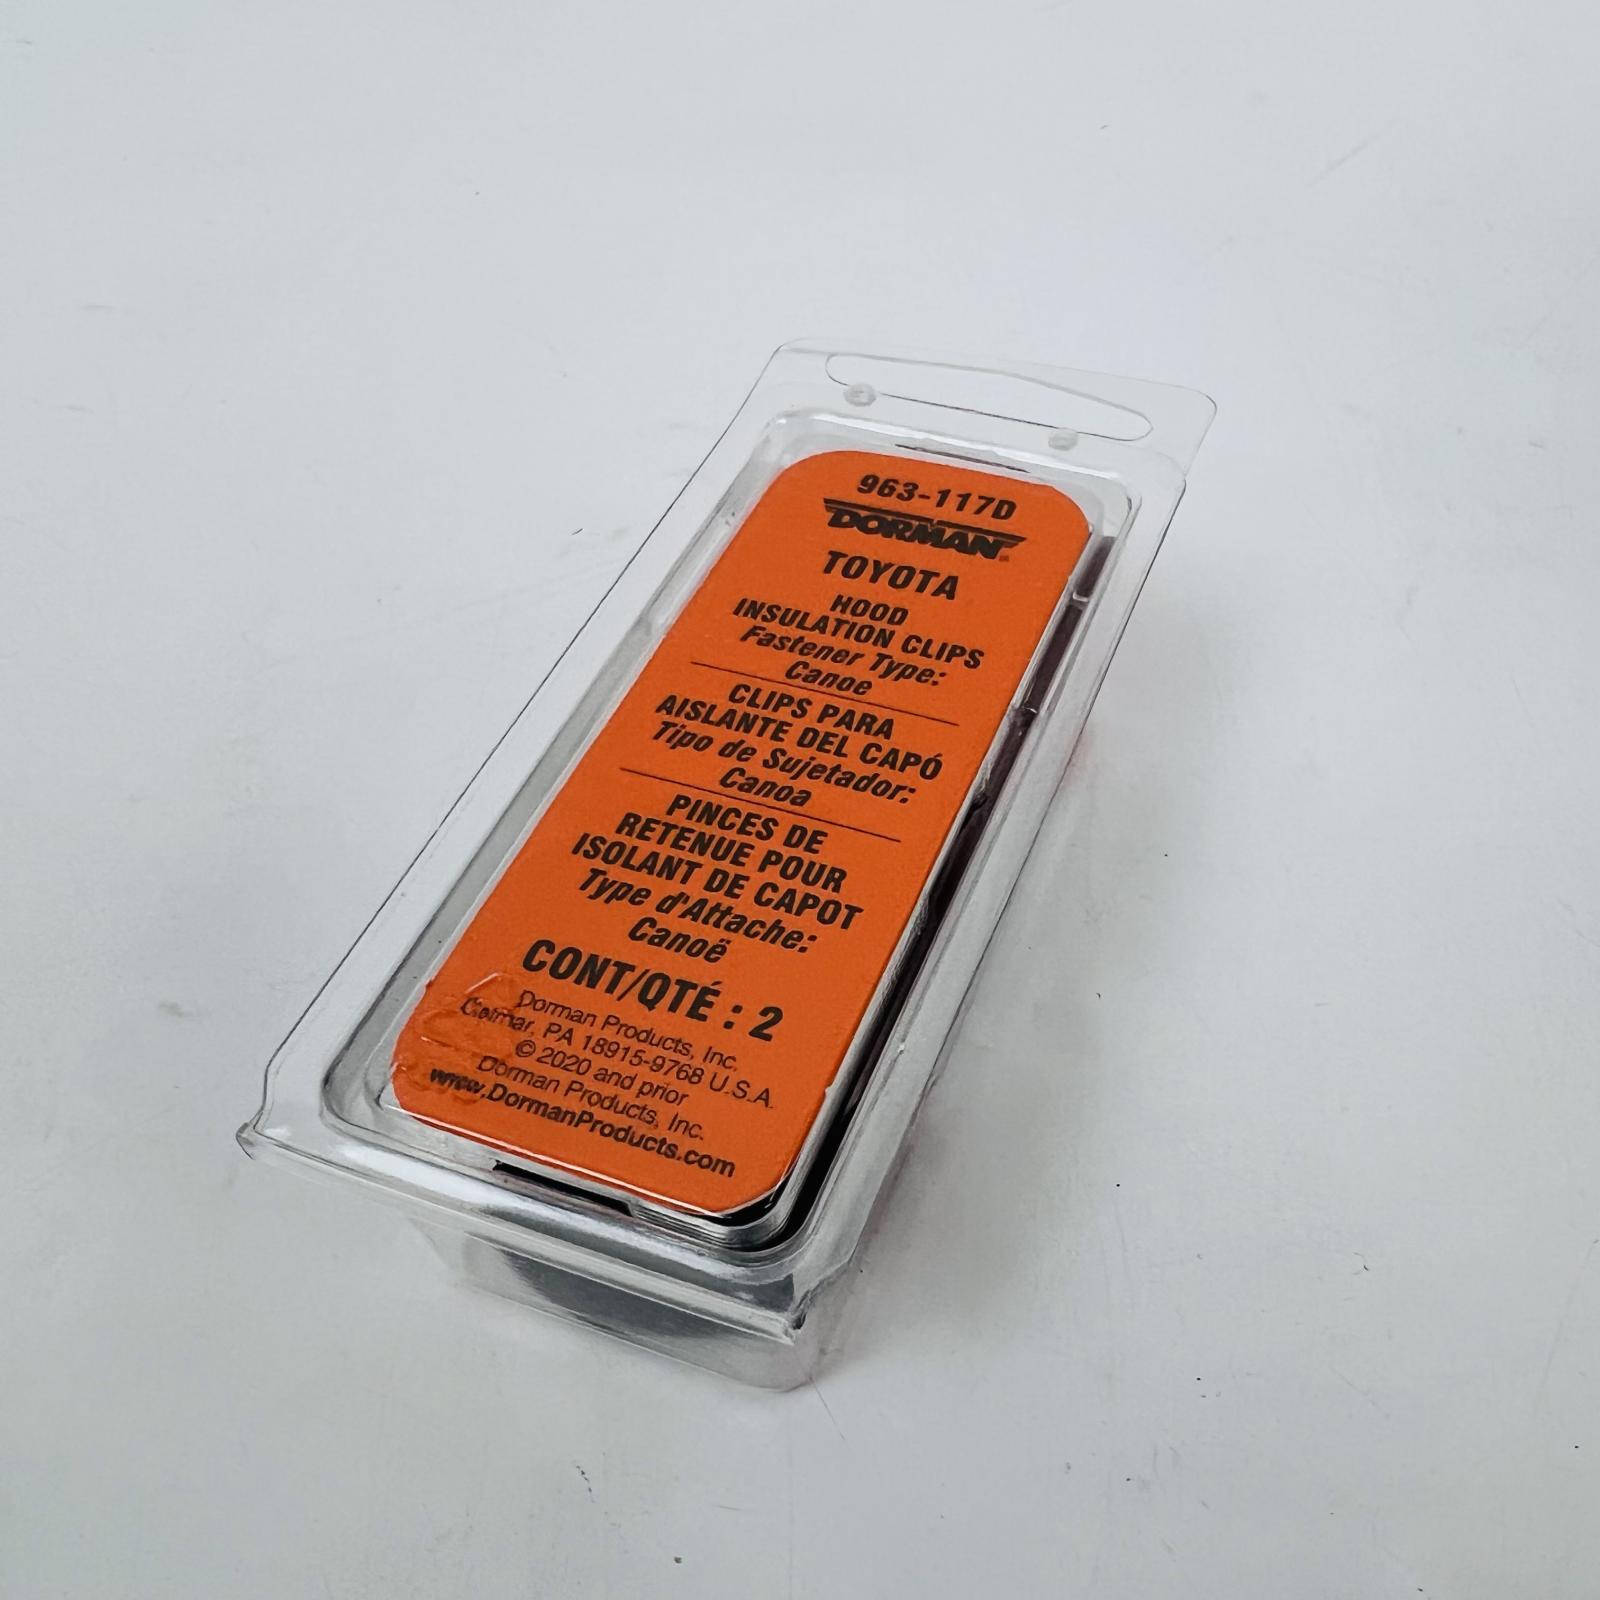 963-117D
DORMAN
TOYOTA
HOOD
INSULATION CLIPS
Fastener Type:
Canoe
CLIPS PARA
AISLANTE DEL CAPÓ
Tipo de Sujetador:
Canoa
PINCES DE
RETENUE POUR
ISOLANT DE CAPOT
Type d'Attache:
Canoë
CONT/QTÉ : 2
Dorman Products, Inc.
Colmar, PA 18915-9768 U.S.A.
© 2020 and prior
Dorman Products, Inc.
www.DormanProducts.com